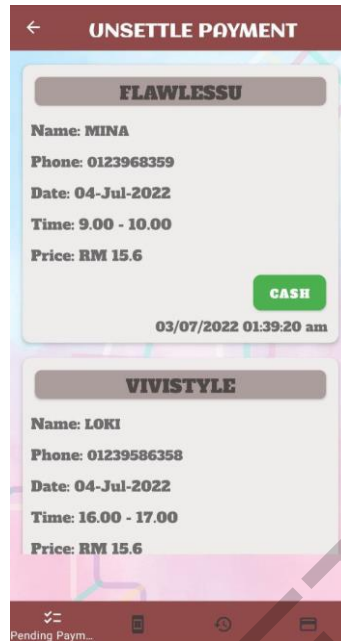 UNSETTLE PAYMENT
FLAWLESSU
Name: MINA
Phone: 0123968359
Date: 04-Jul-2022
Time: 9.00 - 10.00
Price: RM 15.6
CASH
03/07/2022 01:39:20 am
VIVISTYLE
Name: LOKI
Phone: 01239586358
Date: 04-Jul-2022
Time: 16.00 - 17.00
Price: RM 15.6
Pending Paym...